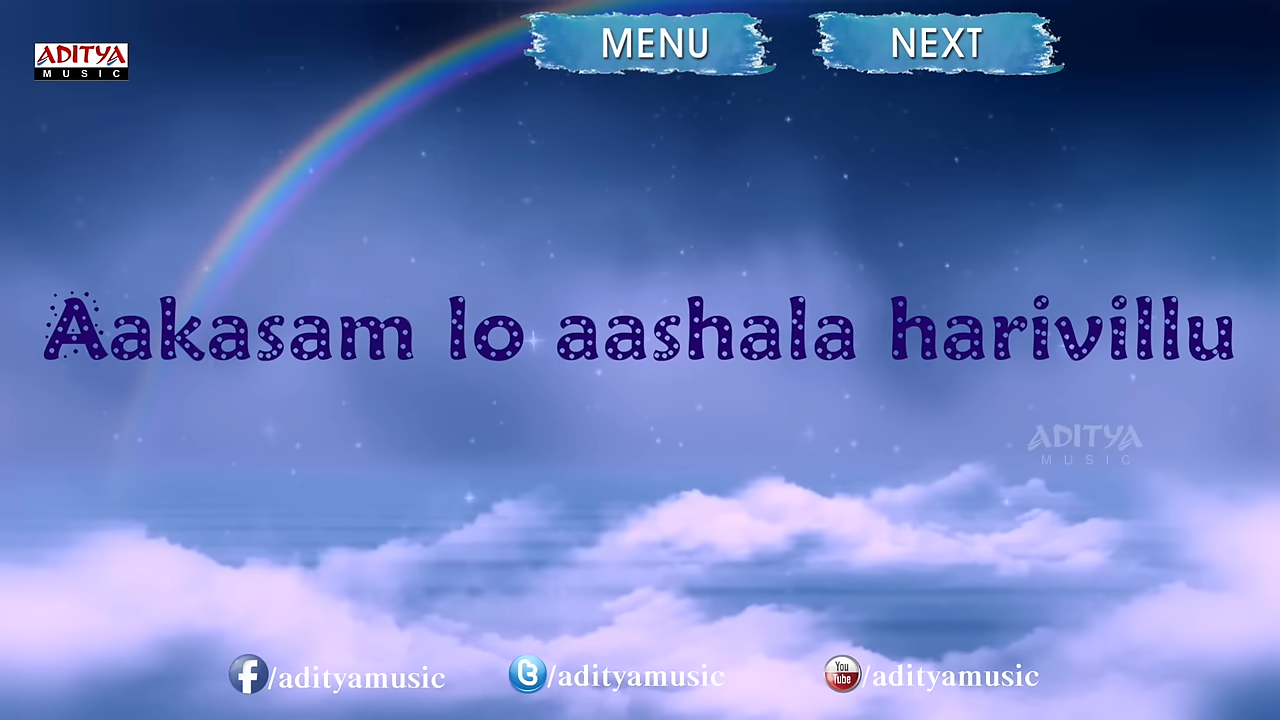 ADITYA
MUSIC
MENU
NEXT
Aakasam lo aashala harivillu
ADITYA
MUSIC
f/adityamusic
/adityamusic
You Tube/adityamusic